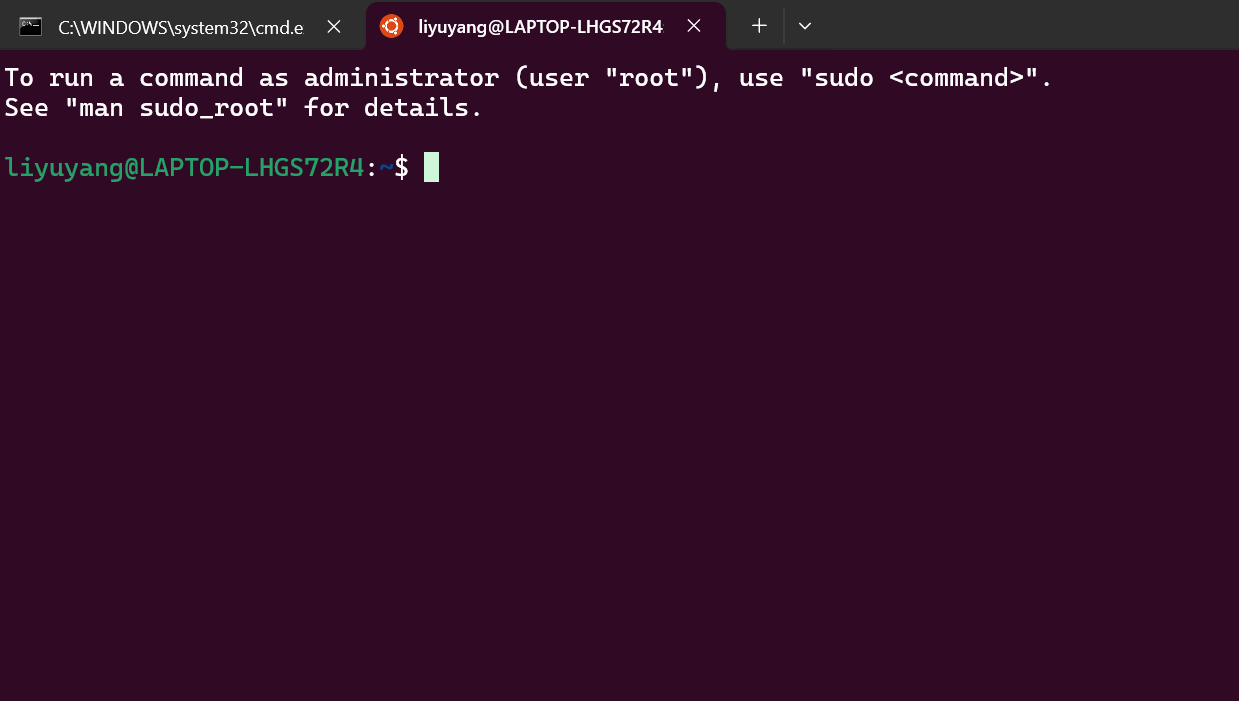 C:\WINDOWS\system32\cmd.e
liyuyang@LAPTOP-LHGS72R4
To run a command as administrator (user "root"), use "sudo <command>".
See "man sudo_root" for details.
liyuyang@LAPTOP-LHGS72R4:~$